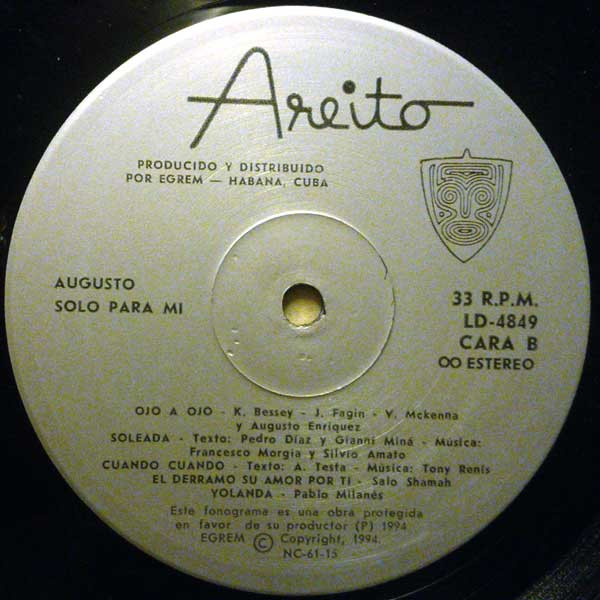 Areito
PRODUCIDO Y DISTRIBUIDO
POR EGREM — HABANA, CUBA
AUGUSTO
SOLO PARA MI
33 R.P.M.
LD-4849
CARA B
∞ ESTEREO
OJO A OJO - K. Bessey - J. Fagin - V. Mckenna
y Augusto Enríquez
SOLEADA - Texto: Pedro Díaz y Gianni Miná - Música:
Francesco Morgia y Silvio Amato
CUANDO CUANDO - Texto: A. Testa - Música: Tony Renis
EL DERRAMO SU AMOR POR TI - Salo Shamah
YOLANDA - Pablo Milanés
Este fonograma es una obra protegida
en favor de su productor (P) 1994
EGREM © Copyright, 1994.
NC-61-15